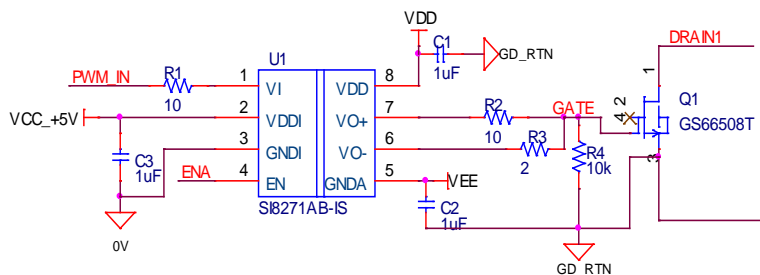 VDD
DRAIN1
U1
C1
GD_RTN
1uF
PWM_IN
R1
1
VI
VDD
8
1
10
Q1
VCC_+5V
2
VDDI
VO+
7
R2
GATE
2
4
GS66508T
10
3
GNDI
VO-
6
R3
R4
C3
1uF
ENA
4
EN
GNDA
5
VEE
2
10k
3
SI8271AB-IS
C2
1uF
0V
GD_RTN